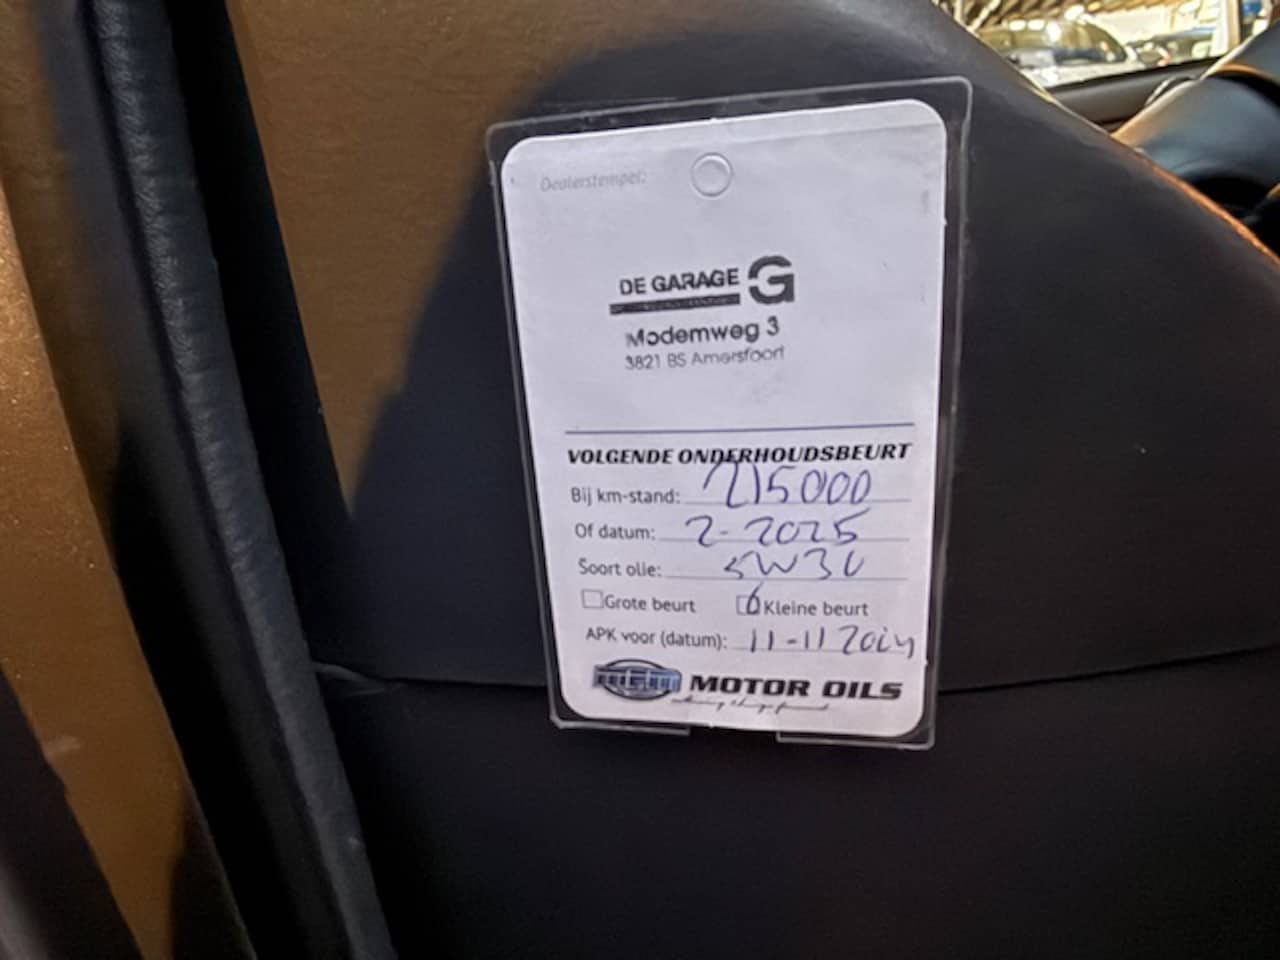 Dealerstempel:
DE GARAGE G
Modemweg 3
3821 BS Amersfoort
VOLGENDE ONDERHOUDSBEURT
Bij km-stand: 215000
Of datum: 2-2025
Soort olie: 5W30
Grote beurt Kleine beurt
APK voor (datum): 11-11 2024
MOTOR OILS